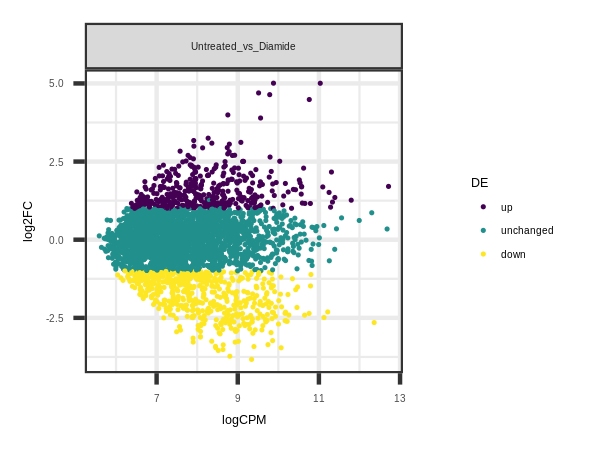 Untreated_vs_Diamide
5.0
2.5
0.0
-2.5
log2FC
7
9
11
13
logCPM
DE
up
unchanged
down